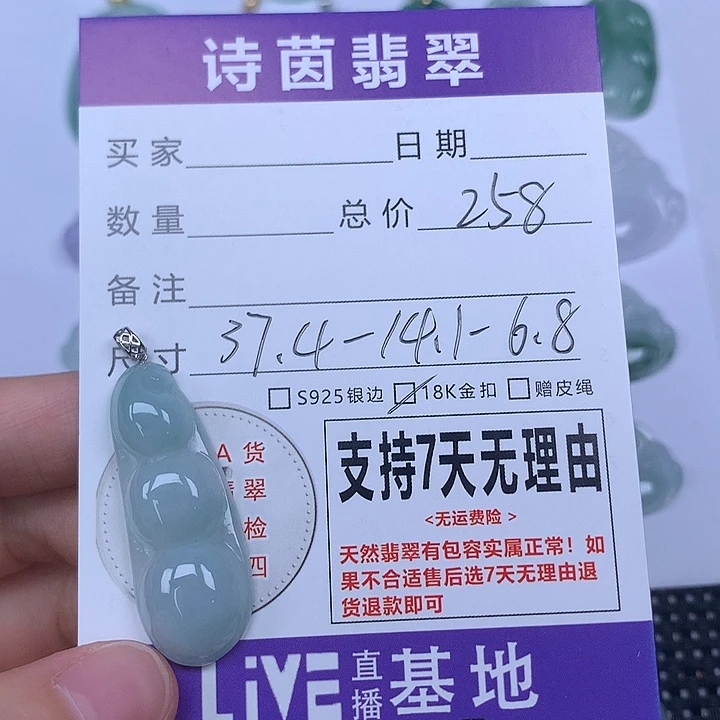 诗茵翡翠
买家 日期
数量 总价 258
备注
尺寸 37.4-14.1-6.8
S925银边 18K金扣 赠皮绳
A货
翠
检
四
支持7天无理由
<无运费险>
天然翡翠有包容实属正常！如
果不合适售后选7天无理由退
货退款即可
LiVE 直播 基地